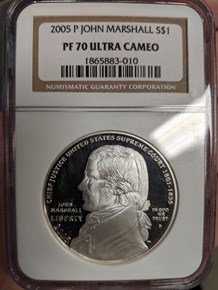 2005 P JOHN MARSHALL S$1
PF 70 ULTRA CAMEO
1865883-010
NUMISMATIC GUARANTY CORPORATION
CHIEF JUSTICE UNITED STATES SUPREME COURT 1801-1835
JOHN
MARSHALL
LIBERTY
IN GOD
WE
TRUST
P